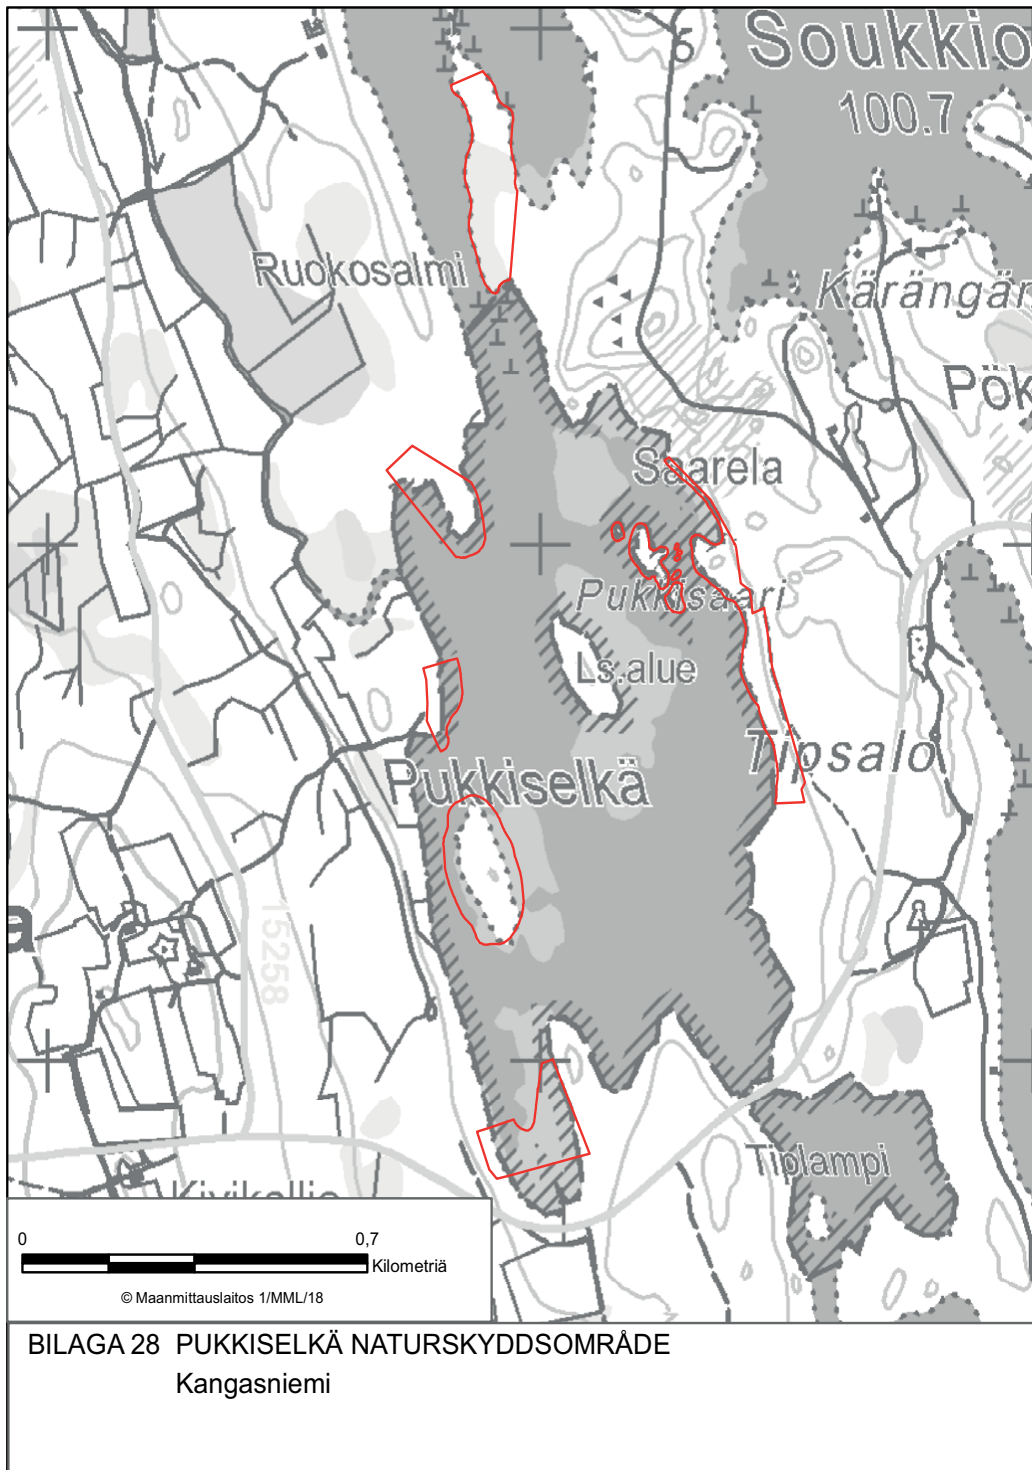 Soukkio
100.7
Ruokosalmi
Pök
Saarela
Pukkisaari
Ls.alue
Tipsalo
Pukkiselkä
a
15258
Tiplampi
0 0,7
Kilometriä
© Maanmittauslaitos 1/MML/18
BILAGA 28 PUKKISELKÄ NATURSKYDDSOMRÅDE
Kangasniemi